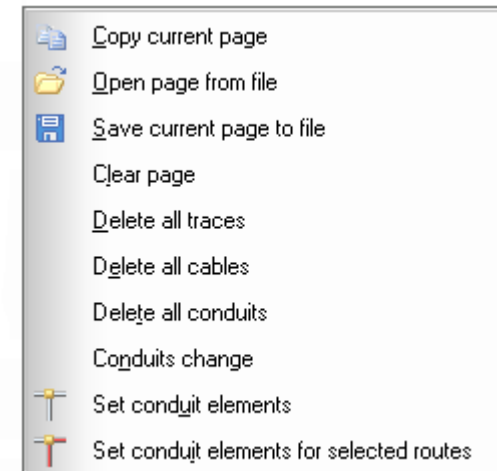 Copy current page
Open page from file
Save current page to file
Clear page
Delete all traces
Delete all cables
Delete all conduits
Conduits change
Set conduit elements
Set conduit elements for selected routes